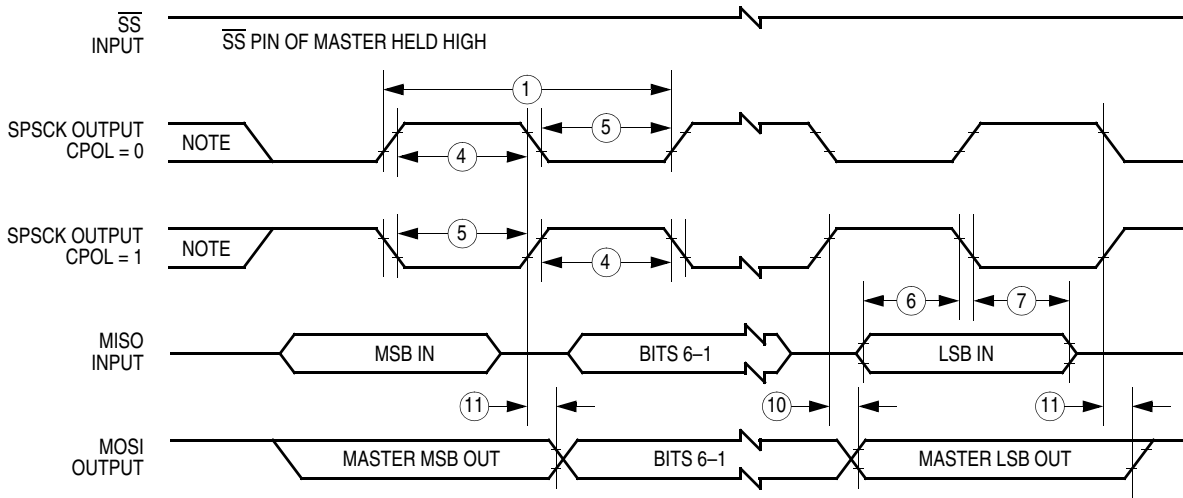 SS
INPUT
SS PIN OF MASTER HELD HIGH
1
SPSCK OUTPUT
CPOL = 0
NOTE
5
4
SPSCK OUTPUT
CPOL = 1
NOTE
5
4
6
7
MISO
INPUT
MSB IN
BITS 6–1
LSB IN
11
10
11
MOSI
OUTPUT
MASTER MSB OUT
BITS 6–1
MASTER LSB OUT